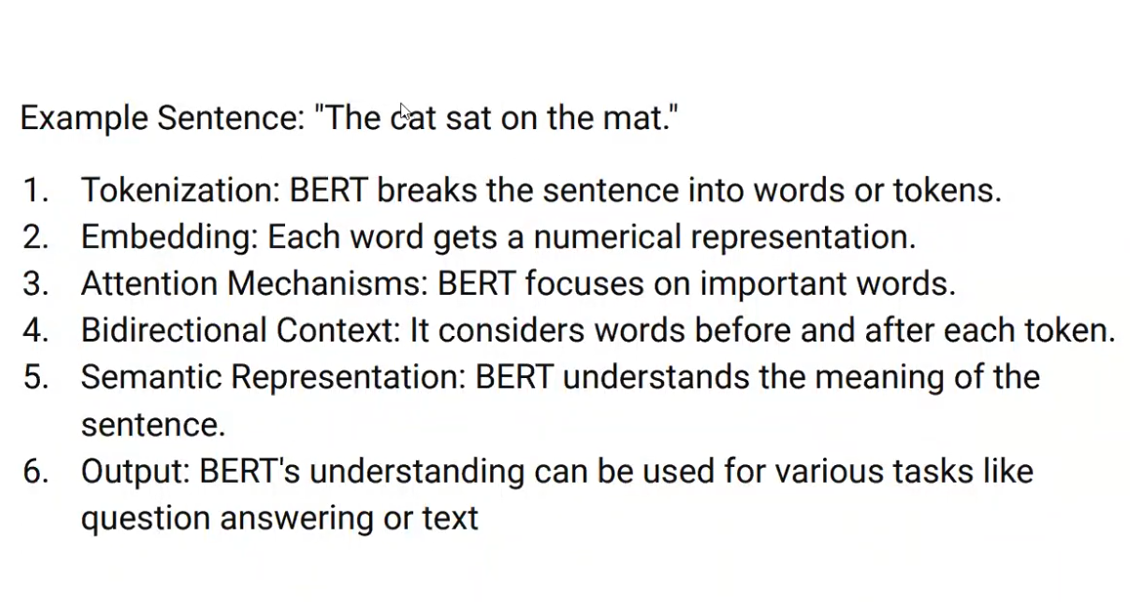 Example Sentence: "The cat sat on the mat."
1. Tokenization: BERT breaks the sentence into words or tokens.
2. Embedding: Each word gets a numerical representation.
3. Attention Mechanisms: BERT focuses on important words.
4. Bidirectional Context: It considers words before and after each token.
5. Semantic Representation: BERT understands the meaning of the
sentence.
6. Output: BERT's understanding can be used for various tasks like
question answering or text